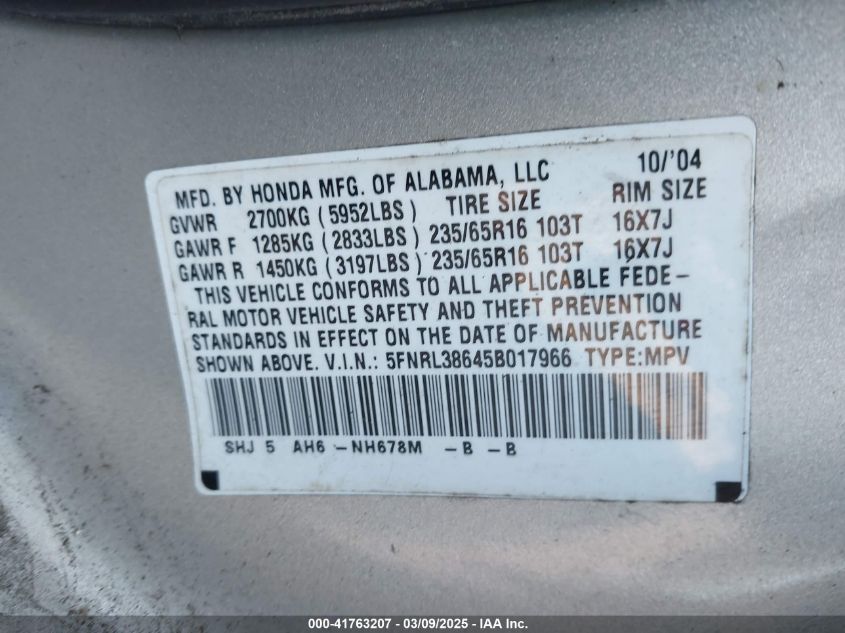 MFD. BY HONDA MFG. OF ALABAMA, LLC 10/'04
GVWR 2700KG (5952LBS) TIRE SIZE RIM SIZE
GAWR F 1285KG (2833LBS) 235/65R16 103T 16X7J
GAWR R 1450KG (3197LBS) 235/65R16 103T 16X7J
THIS VEHICLE CONFORMS TO ALL APPLICABLE FEDE-
RAL MOTOR VEHICLE SAFETY AND THEFT PREVENTION
STANDARDS IN EFFECT ON THE DATE OF MANUFACTURE
SHOWN ABOVE. V.I.N.: 5FNRL38645B017966 TYPE:MPV
SHJ 5 AH6 -NH678M -B -B
000-41763207 - 03/09/2025 - IAA Inc.